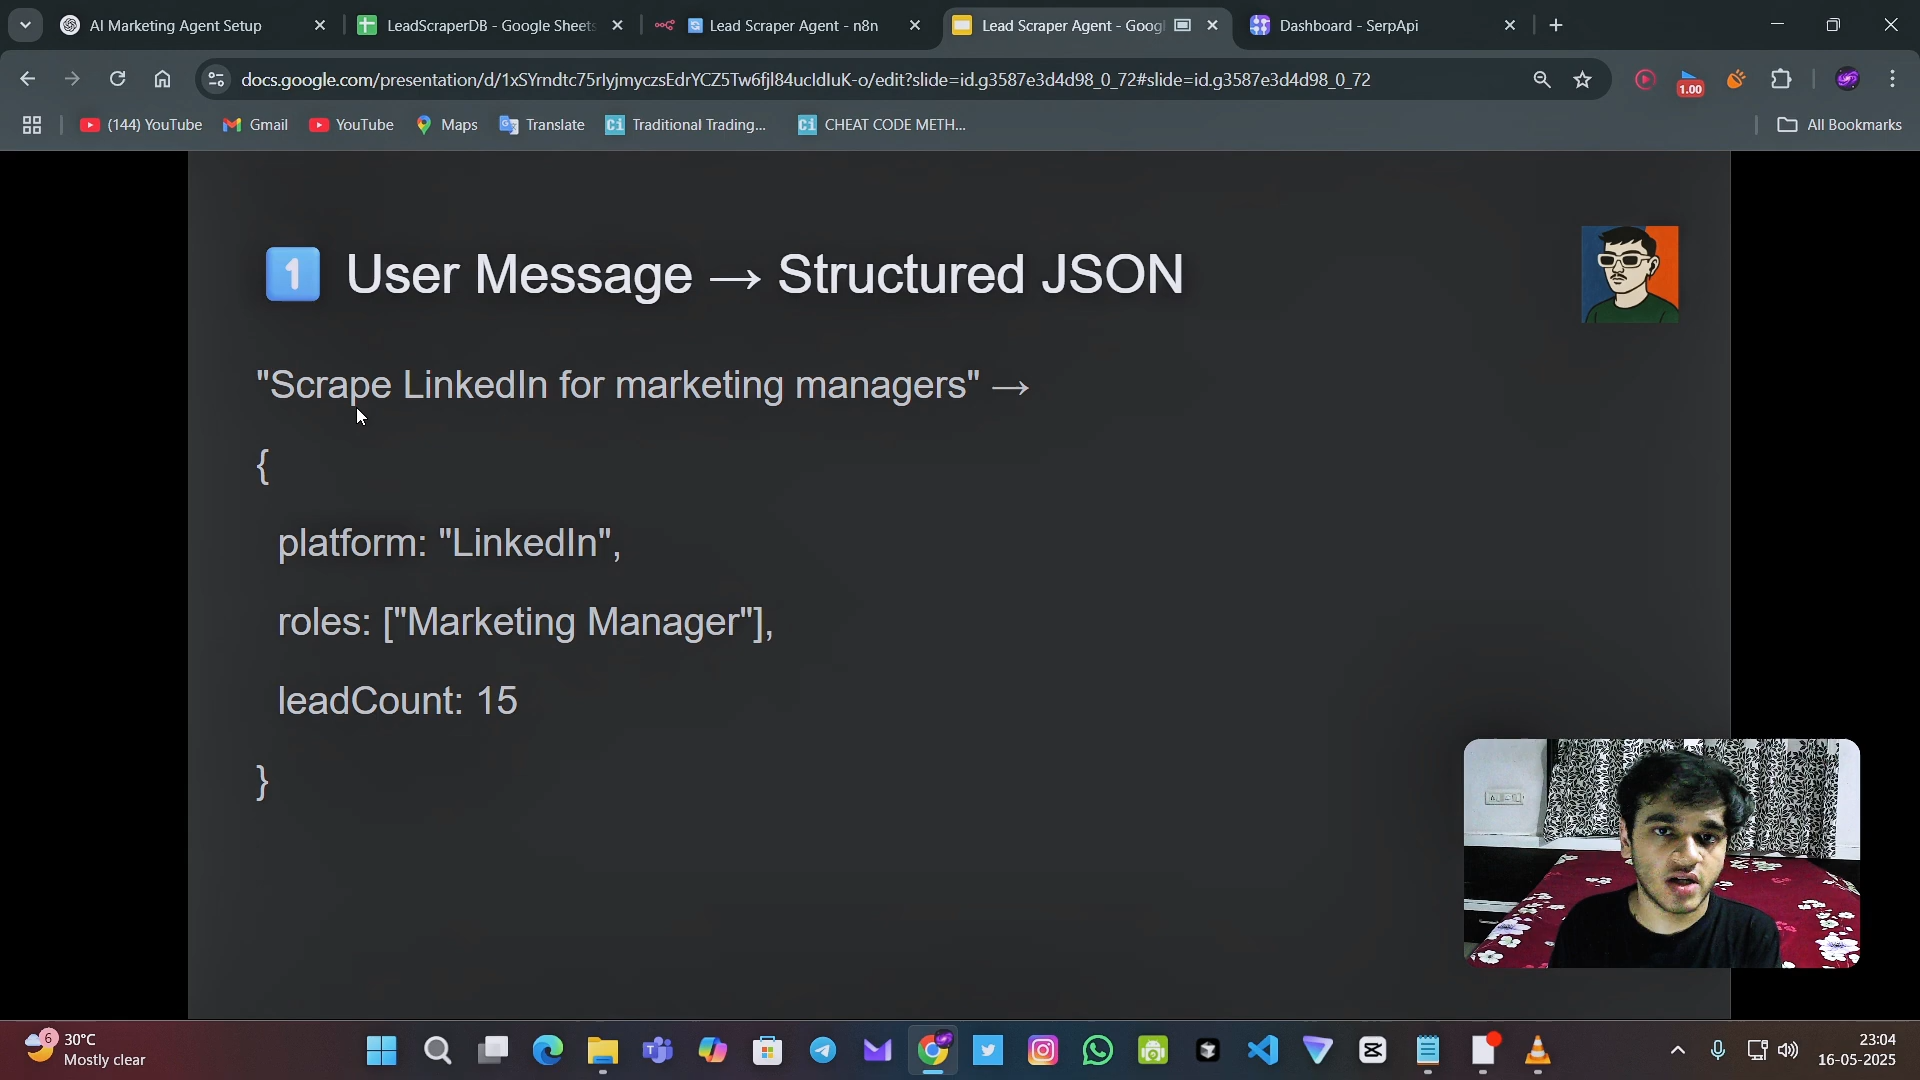 AI Marketing Agent Setup
LeadScraperDB - Google Sheets
Lead Scraper Agent - n8n
Lead Scraper Agent - Googl
Dashboard - SerpApi
docs.google.com/presentation/d/1xSYrndtc75rlyjmyczsEdrYCZ5Tw6fjl84ucldluK-o/edit?slide=id.g3587e3d4d98_0_72#slide=id.g3587e3d4d98_0_72
1.00
(144) YouTube
Gmail
YouTube
Maps
Translate
Traditional Trading...
CHEAT CODE METH...
All Bookmarks
1 User Message → Structured JSON
"Scrape LinkedIn for marketing managers" →
{
platform: "LinkedIn",
roles: ["Marketing Manager"],
leadCount: 15
}
6
30°C
Mostly clear
23:04
16-05-2025